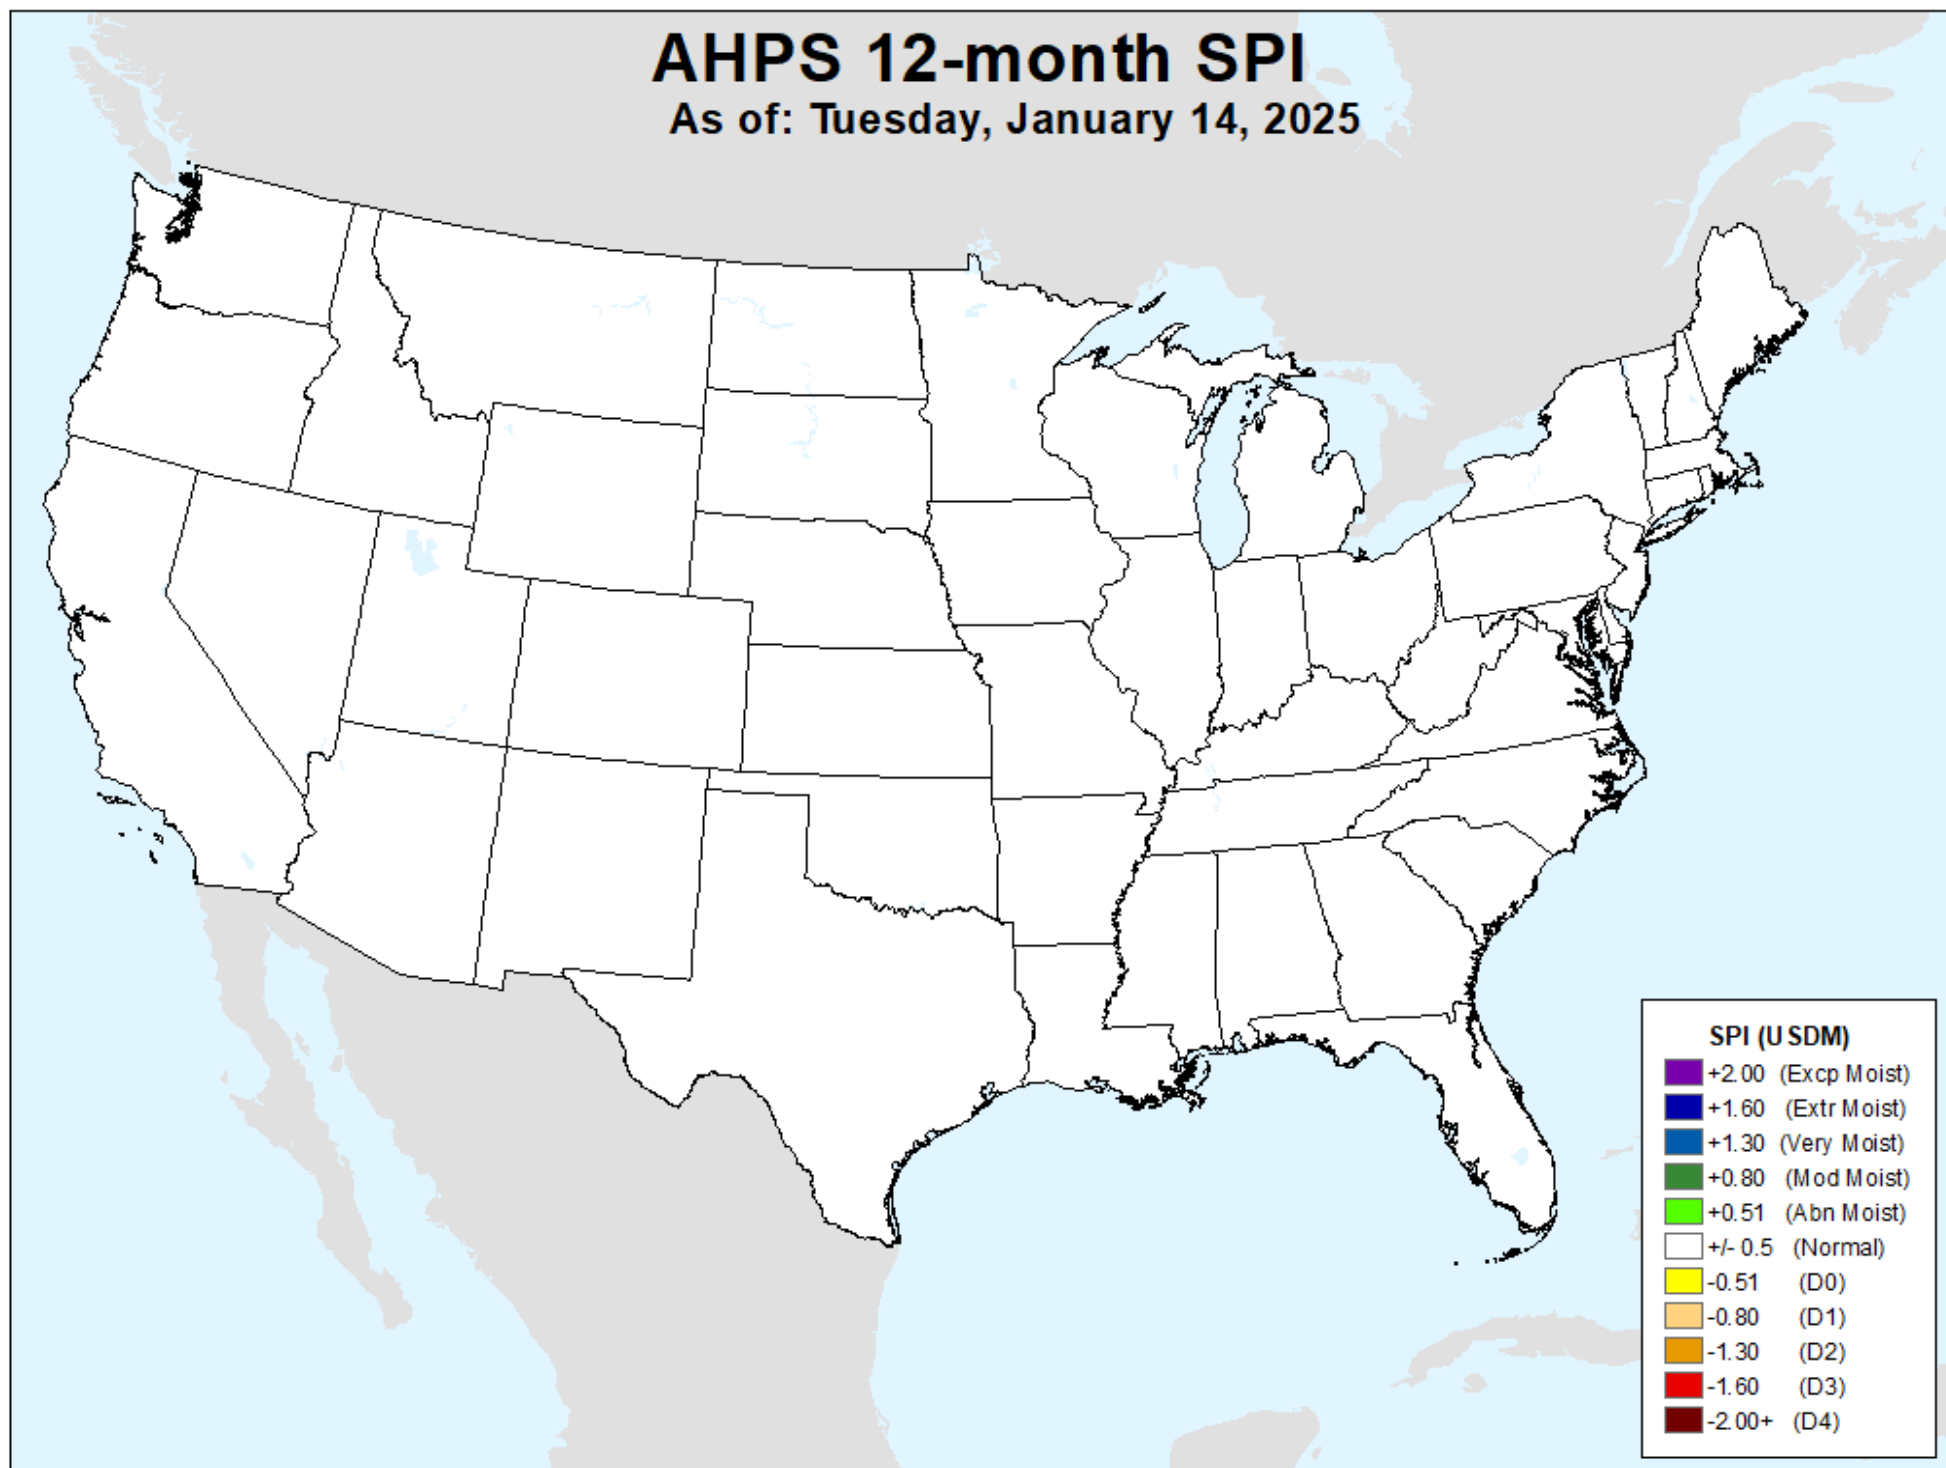 AHPS 12-month SPI
As of: Tuesday, January 14, 2025
SPI (USDM)
+2.00 (Excp Moist)
+1.60 (Extr Moist)
+1.30 (Very Moist)
+0.80 (Mod Moist)
+0.51 (Abn Moist)
+/- 0.5 (Normal)
-0.51 (D0)
-0.80 (D1)
-1.30 (D2)
-1.60 (D3)
-2.00+ (D4)